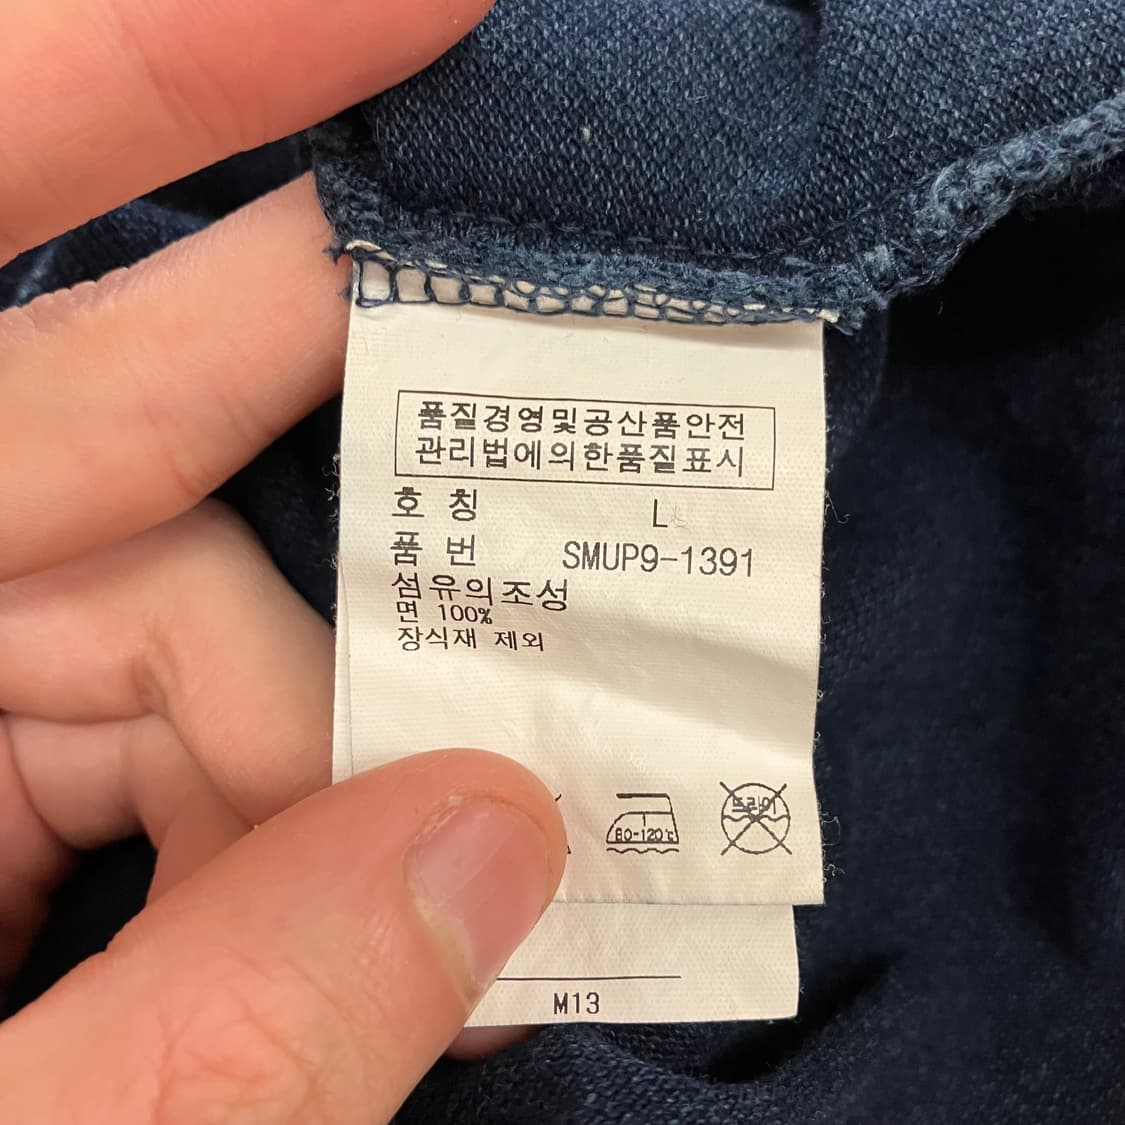 품질경영및공산품안전
관리법에의한품질표시
호 칭 L
품 번 SMUP9-1391
섬유의조성
면 100%
장식재 제외
80-120℃
드라이
M13